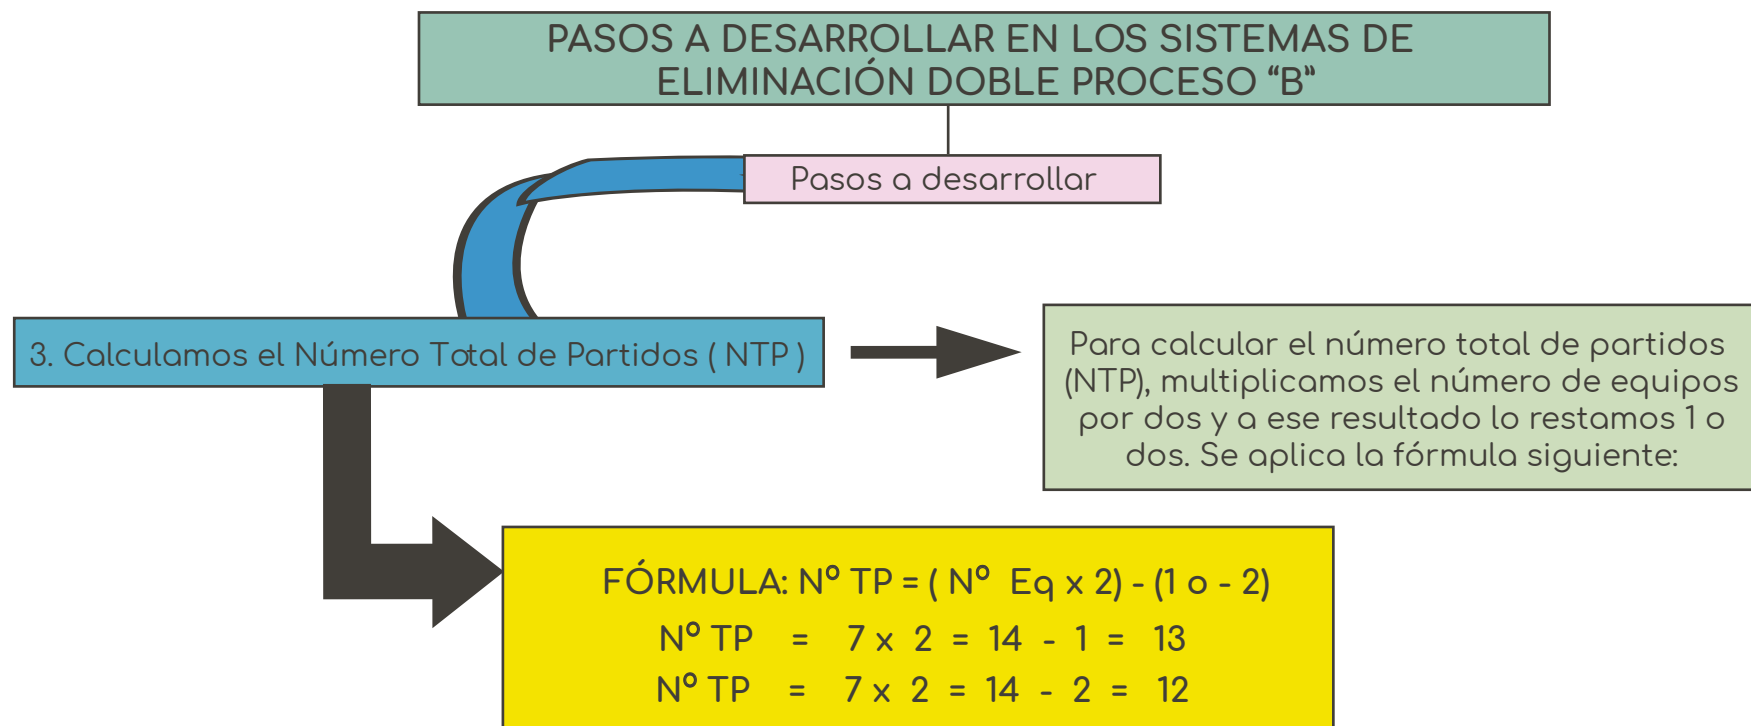 PASOS A DESARROLLAR EN LOS SISTEMAS DE
ELIMINACIÓN DOBLE PROCESO “B”
Pasos a desarrollar
3. Calculamos el Número Total de Partidos ( NTP )
Para calcular el número total de partidos
(NTP), multiplicamos el número de equipos
por dos y a ese resultado lo restamos 1 o
dos. Se aplica la fórmula siguiente:
FÓRMULA: Nº TP = ( Nº Eq x 2) - (1 o - 2)
Nº TP = 7 x 2 = 14 - 1 = 13
Nº TP = 7 x 2 = 14 - 2 = 12